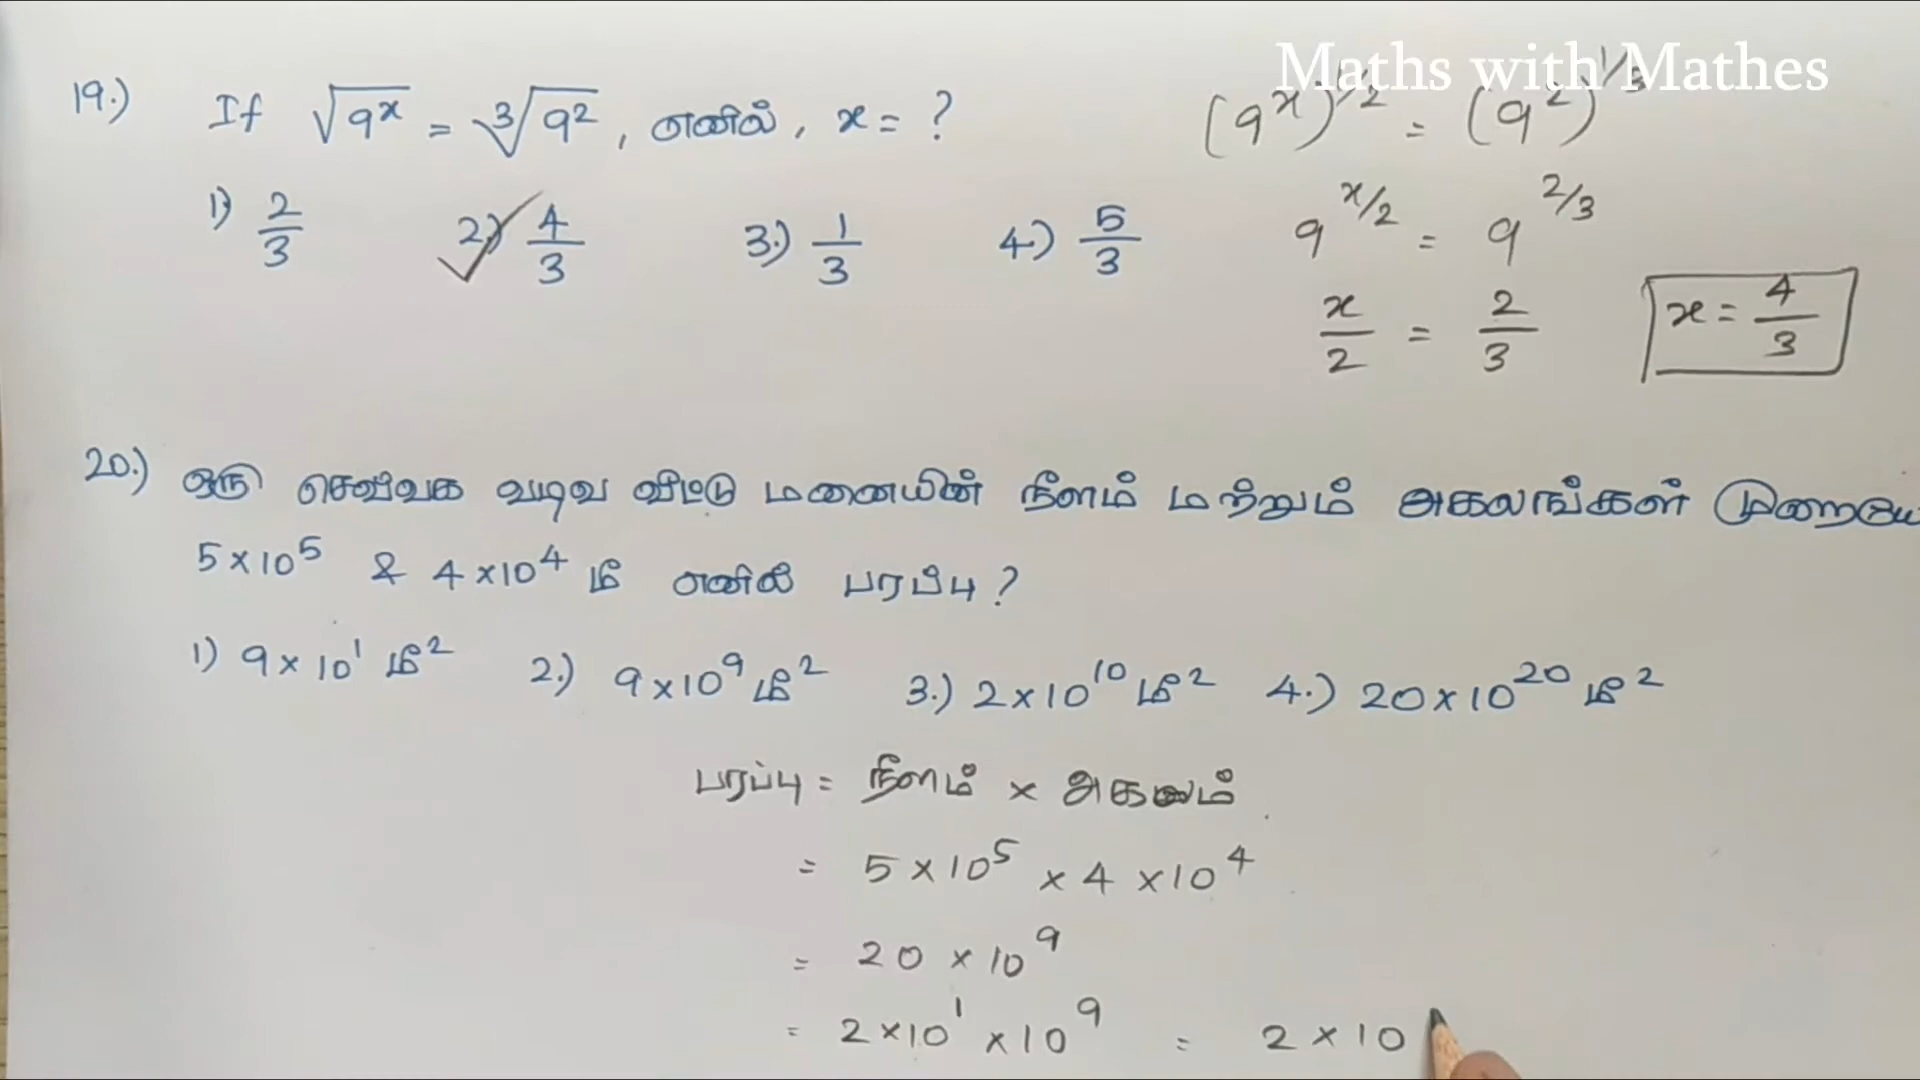 Maths with Mathes
19.) If √9^x = ∛9², எனில், x = ?
1) 2/3 2.) 4/3 3.) 1/3 4.) 5/3
(9^x)^1/2 = (9²)^1/3
9^x/2 = 9^2/3
x/2 = 2/3
x = 4/3
20.) ஒரு செவ்வக வடிவ வீட்டு மனையின் நீளம் மற்றும் அகலங்கள் முறையே
5×10⁵ & 4×10⁴ மீ எனில் பரப்பு?
1) 9×10¹ மீ² 2.) 9×10⁹ மீ² 3.) 2×10¹⁰ மீ² 4.) 20×10²⁰ மீ²
பரப்பு = நீளம் × அகலம்
= 5×10⁵ × 4×10⁴
= 20×10⁹
= 2×10¹ × 10⁹ = 2×10